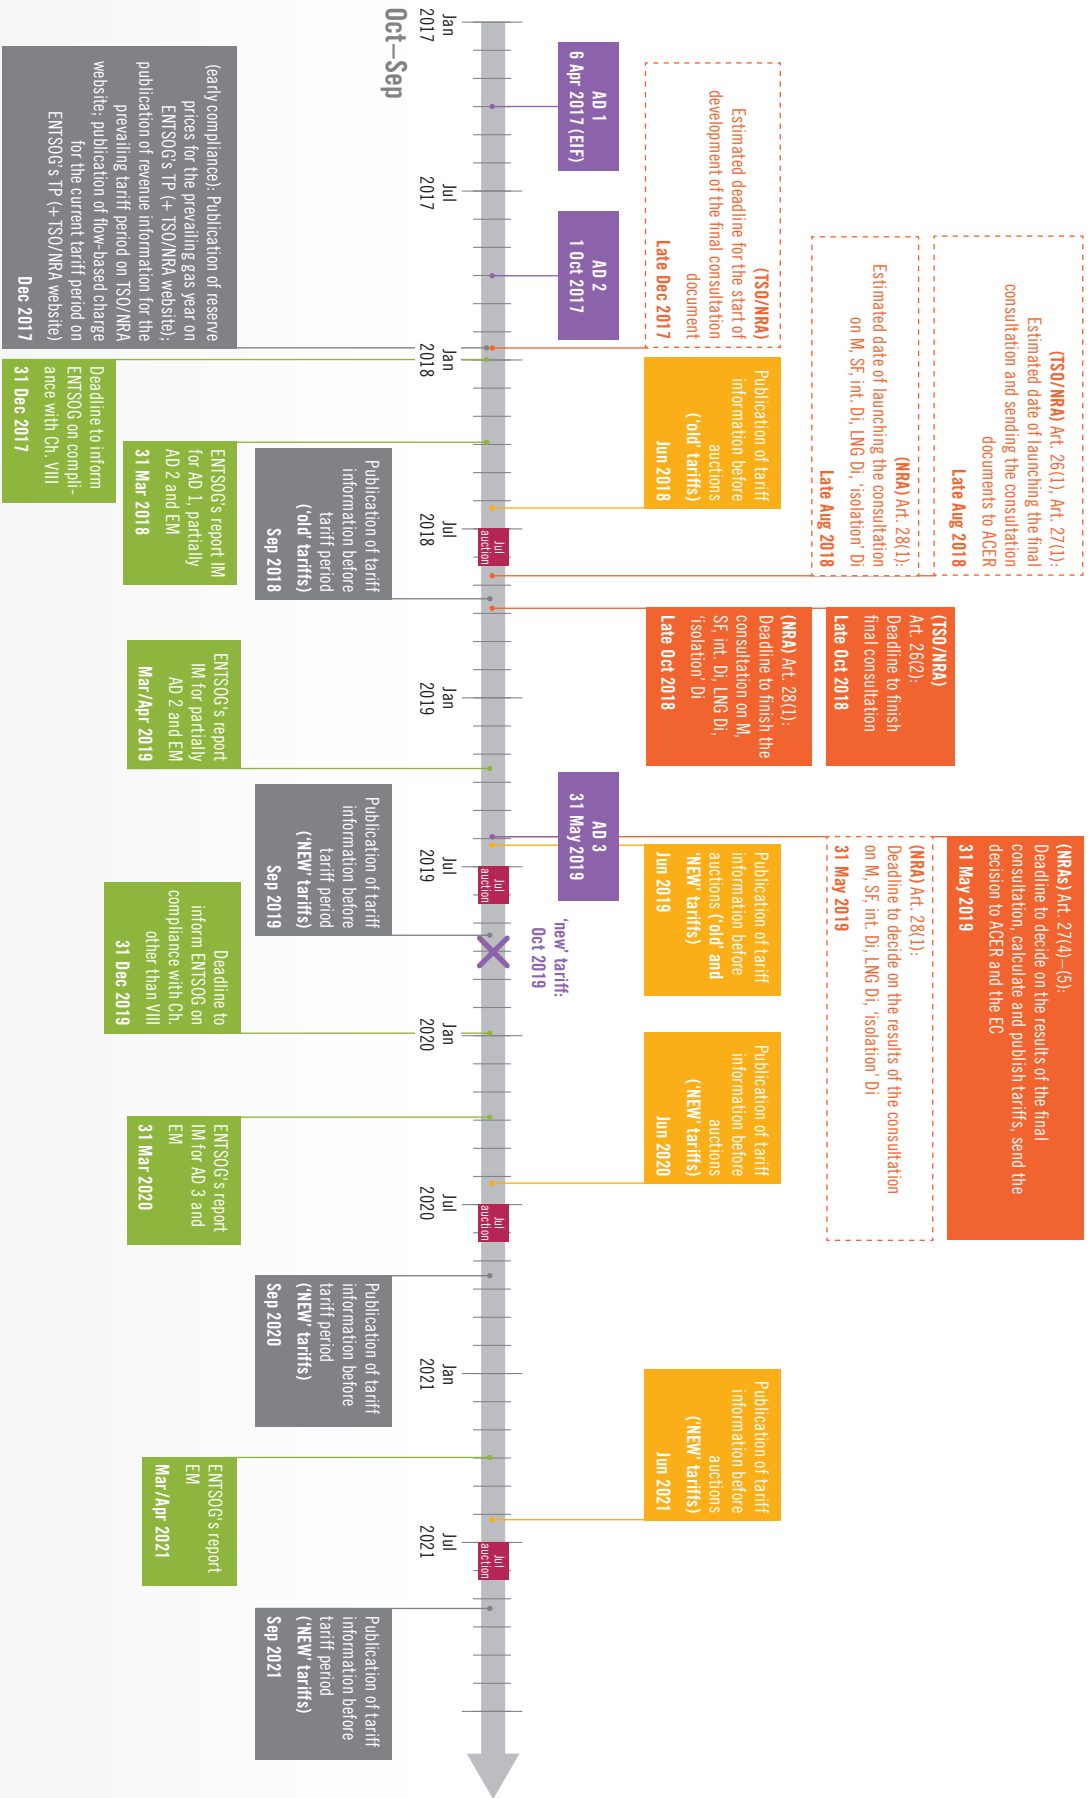 (TSO/NRA) Art. 26(1), Art. 27(1):
Estimated date of launching the final
consultation and sending the consultation
documents to ACER
Late Aug 2018
(NRA) Art. 28(1):
Estimated date of launching the consultation
on M, SF, int. Di, LNG Di, 'isolation' Di
Late Aug 2018
(TSO/NRA)
Estimated deadline for the start of
development of the final consultation
document
Late Dec 2017
(TSO/NRA)
Art. 26(2):
Deadline to finish
final consultation
Late Oct 2018
(NRA) Art. 28(1):
Deadline to finish the
consultation on M,
SF, int. Di, LNG Di,
'isolation' Di
Late Oct 2018
(NRAs) Art. 27(4)–(5):
Deadline to decide on the results of the final
consultation, calculate and publish tariffs, send the
decision to ACER and the EC
31 May 2019
(NRA) Art. 28(1):
Deadline to decide on the results of the consultation
on M, SF, int. Di, LNG Di, 'isolation' Di
31 May 2019
Publication of tariff
information before
auctions
('old' tariffs)
Jun 2018
Publication of tariff
information before
auctions ('old' and
'NEW' tariffs)
Jun 2019
Publication of tariff
information before
auctions
('NEW' tariffs)
Jun 2020
Publication of tariff
information before
auctions
('NEW' tariffs)
Jun 2021
AD 1
6 Apr 2017 (EIF)
AD 2
1 Oct 2017
AD 3
31 May 2019
'new' tariff:
Oct 2019
Jul
auction
Jul
auction
Jul
auction
Jul
auction
Jan
2017
Jul
2017
Jan
2018
Jul
2018
Jan
2019
Jul
2019
Jan
2020
Jul
2020
Jan
2021
Jul
2021
Oct–Sep
(early compliance): Publication of reserve
prices for the prevailing gas year on
ENTSOG's TP (+ TSO/NRA website);
publication of revenue information for the
prevailing tariff period on TSO/NRA
website; publication of flow-based charge
for the current tariff period on
ENTSOG's TP (+ TSO/NRA website)
Dec 2017
Publication of tariff
information before
tariff period
('old' tariffs)
Sep 2018
Publication of tariff
information before
tariff period
('NEW' tariffs)
Sep 2019
Publication of tariff
information before
tariff period
('NEW' tariffs)
Sep 2020
Publication of tariff
information before
tariff period
('NEW' tariffs)
Sep 2021
Deadline to inform
ENTSOG on compli-
ance with Ch. VIII
31 Dec 2017
ENTSOG's report IM
for AD 1, partially
AD 2 and EM
31 Mar 2018
ENTSOG's report
IM for partially
AD 2 and EM
Mar/Apr 2019
Deadline to
inform ENTSOG on
compliance with Ch.
other than VIII
31 Dec 2019
ENTSOG's report
IM for AD 3 and
EM
31 Mar 2020
ENTSOG's report
EM
Mar/Apr 2021